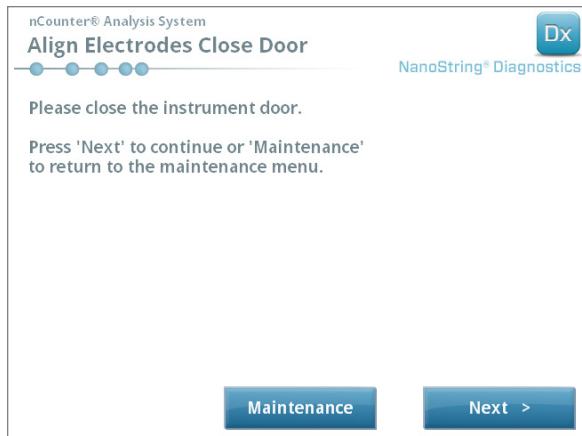 nCounter® Analysis System
Align Electrodes Close Door
Dx
NanoString® Diagnostics
Please close the instrument door.
Press 'Next' to continue or 'Maintenance'
to return to the maintenance menu.
Maintenance
Next >